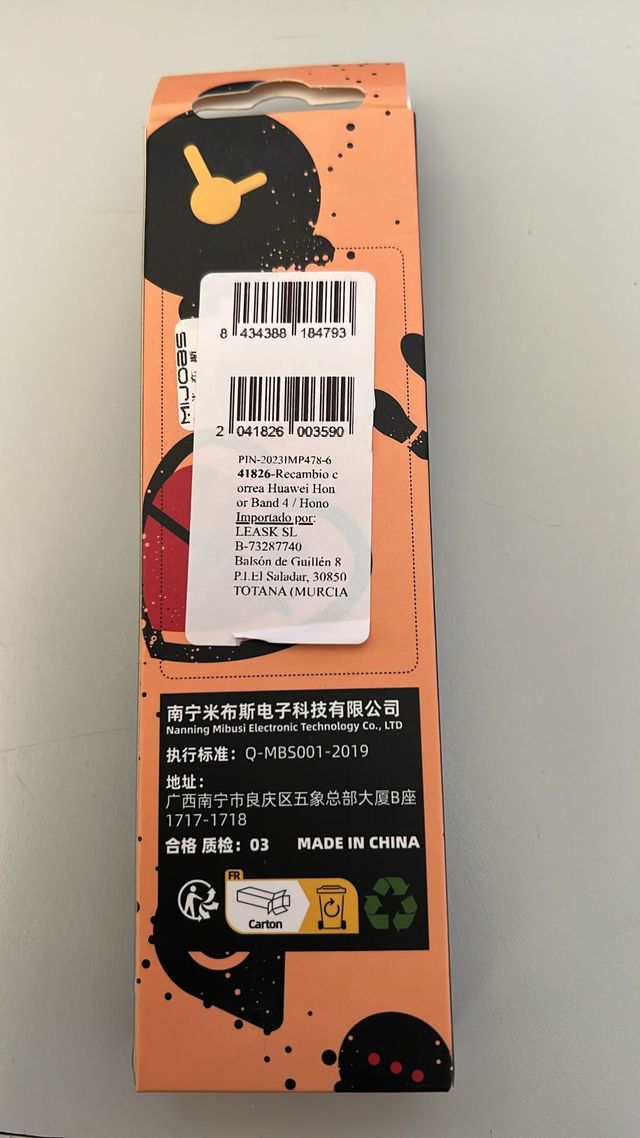 8 434388 184793
MIJOBS
2 041826 003590
PIN-2023IMP478-6
41826-Recambio c
orrea Huawei Hon
or Band 4 / Hono
Importado por:
LEASK SL
B-73287740
Balsón de Guillén 8
P.I.El Saladar, 30850
TOTANA (MURCIA
南宁米布斯电子科技有限公司
Nanning Mibusi Electronic Technology Co., LTD
执行标准：Q-MBS001-2019
地址：
广西南宁市良庆区五象总部大厦B座
1717-1718
合格 质检：03 MADE IN CHINA
FR
Carton